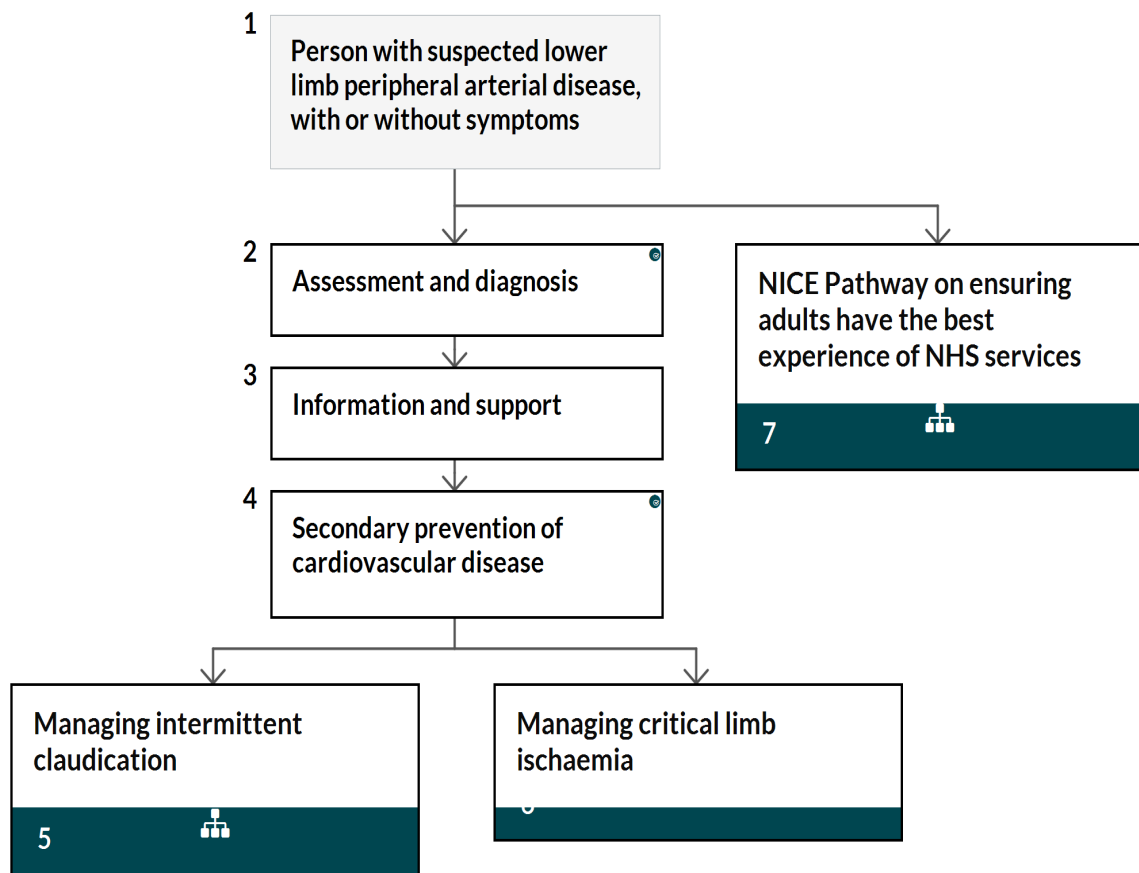 1
Person with suspected lower
limb peripheral arterial disease,
with or without symptoms
2
Assessment and diagnosis
NICE Pathway on ensuring
adults have the best
experience of NHS services
7
3
Information and support
4
Secondary prevention of
cardiovascular disease
Managing intermittent
claudication
5
Managing critical limb
ischaemia